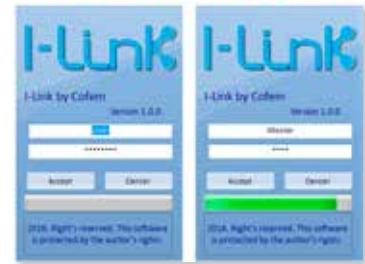 I-Link
I-Link by Cofem
Version 1.0.0
Accept
Cancel
2018. Right's reserved. This software
is protected by the author's rights.
I-Link
I-Link by Cofem
Version 1.0.0
Master
Accept
Cancel
2018. Right's reserved. This software
is protected by the author's rights.